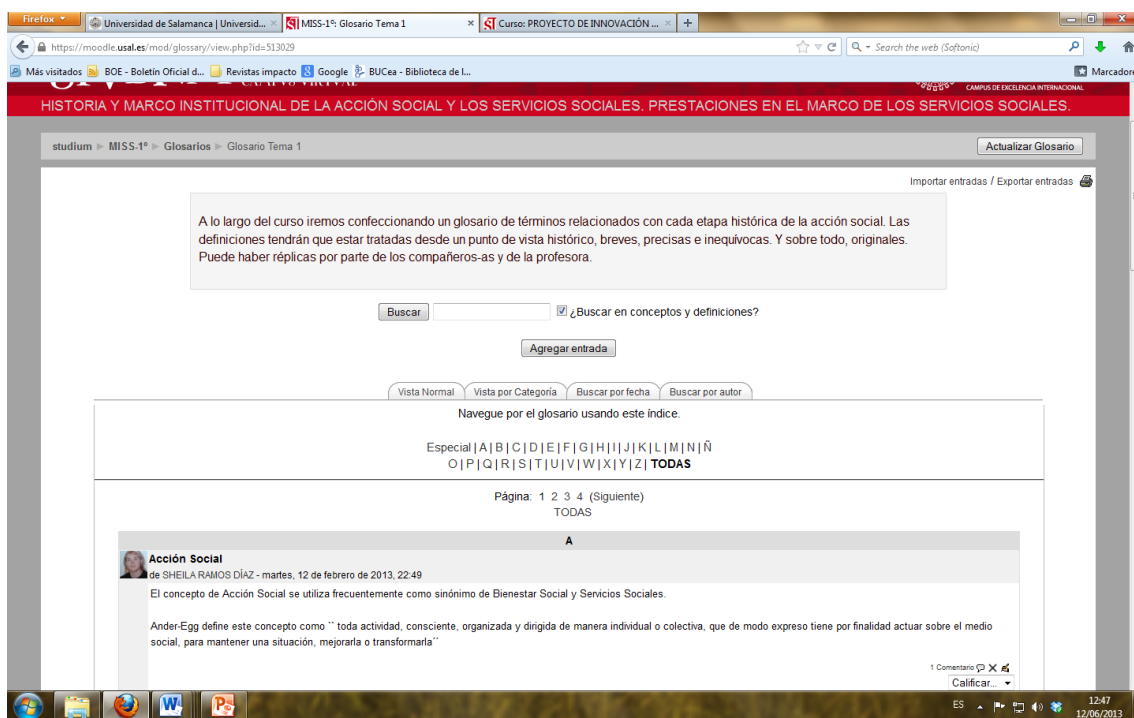 Firefox
Universidad de Salamanca | Universid...
MISS-1º: Glosario Tema 1
Curso: PROYECTO DE INNOVACIÓN ...
https://moodle.usal.es/mod/glossary/view.php?id=513029
Search the web (Softonic)
Más visitados BOE - Boletín Oficial d... Revistas impacto Google BUCea - Biblioteca de l...
Marcadore
CAMPUS DE EXCELENCIA INTERNACIONAL
HISTORIA Y MARCO INSTITUCIONAL DE LA ACCIÓN SOCIAL Y LOS SERVICIOS SOCIALES. PRESTACIONES EN EL MARCO DE LOS SERVICIOS SOCIALES.
studium ► MISS-1º ► Glosarios ► Glosario Tema 1
Actualizar Glosario
Importar entradas / Exportar entradas
A lo largo del curso iremos confeccionando un glosario de términos relacionados con cada etapa histórica de la acción social. Las
definiciones tendrán que estar tratadas desde un punto de vista histórico, breves, precisas e inequívocas. Y sobre todo, originales.
Puede haber réplicas por parte de los compañeros-as y de la profesora.
Buscar
¿Buscar en conceptos y definiciones?
Agregar entrada
Vista Normal Vista por Categoría Buscar por fecha Buscar por autor
Navegue por el glosario usando este índice.
Especial | A | B | C | D | E | F | G | H | I | J | K | L | M | N | Ñ
O | P | Q | R | S | T | U | V | W | X | Y | Z | TODAS
Página: 1 2 3 4 (Siguiente)
TODAS
A
Acción Social
de SHEILA RAMOS DÍAZ - martes, 12 de febrero de 2013, 22:49
El concepto de Acción Social se utiliza frecuentemente como sinónimo de Bienestar Social y Servicios Sociales.
Ander-Egg define este concepto como `` toda actividad, consciente, organizada y dirigida de manera individual o colectiva, que de modo expreso tiene por finalidad actuar sobre el medio
social, para mantener una situación, mejorarla o transformarla´´
1 Comentario
Calificar...
ES
12:47
12/06/2013